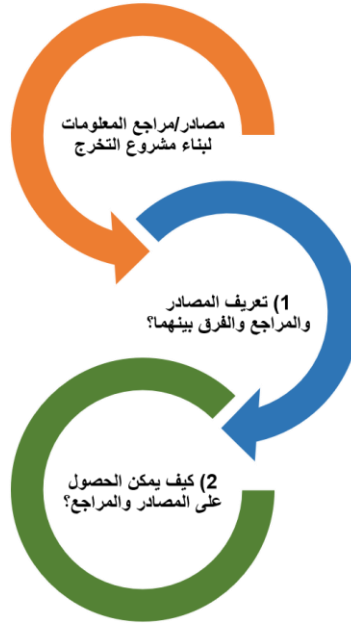 مصادر/مراجع المعلومات
لبناء مشروع التخرج
1) تعريف المصادر
والمراجع والفرق بينهما؟
2) كيف يمكن الحصول
على المصادر والمراجع؟